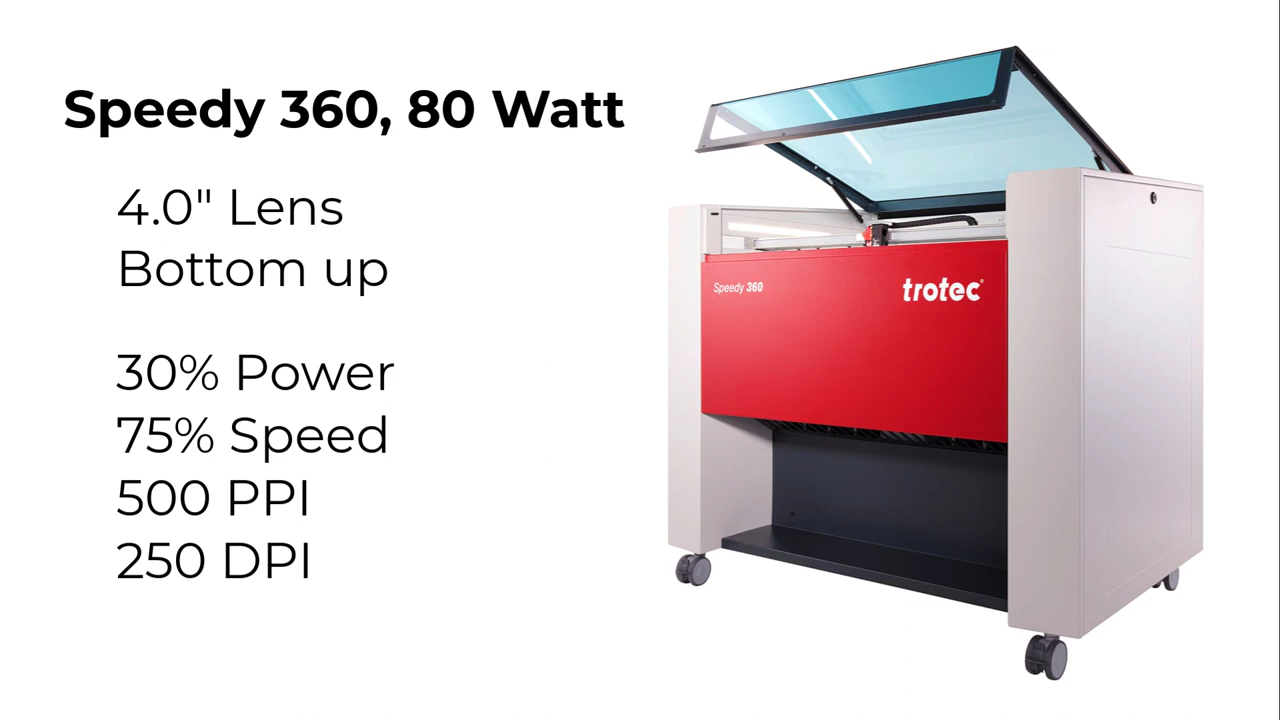 Speedy 360, 80 Watt
4.0" Lens
Bottom up
30% Power
75% Speed
500 PPI
250 DPI
Speedy 360
trotec